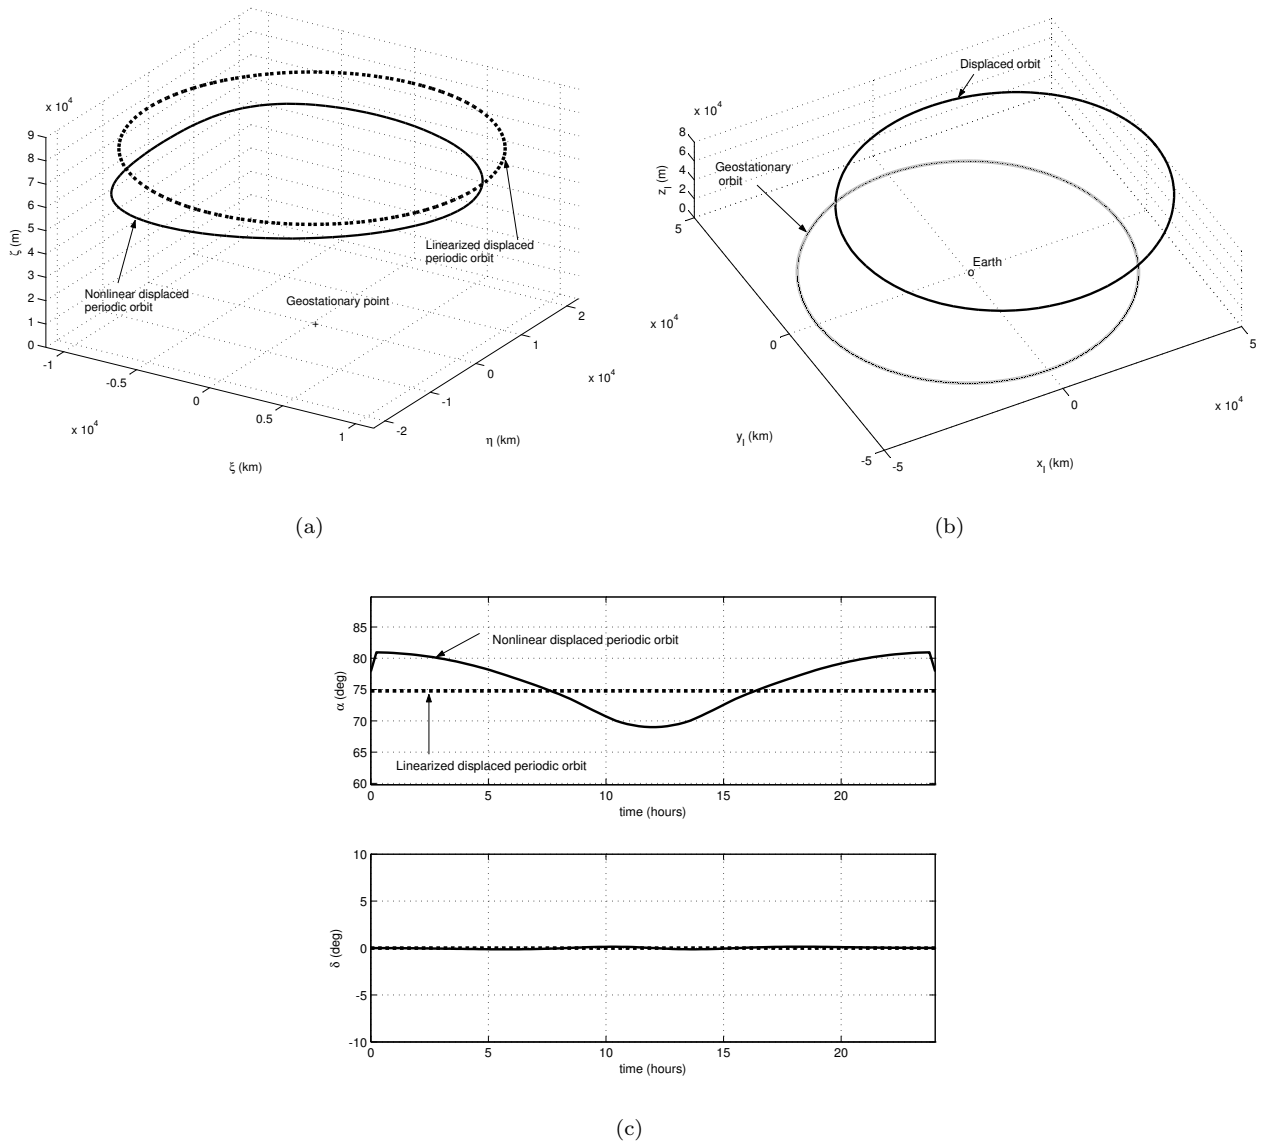 x 10^4
9
8
7
6
5
4
3
2
1
0
ζ (m)
Linearized displaced
periodic orbit
Nonlinear displaced
periodic orbit
Geostationary point
-1
-0.5
0
0.5
1
x 10^4
ξ (km)
-2
-1
0
1
2
x 10^4
η (km)
(a)
Displaced orbit
x 10^4
8
6
4
2
0
z_I (m)
Geostationary
orbit
Earth
5
0
-5
x 10^4
y_I (km)
-5
0
5
x 10^4
x_I (km)
(b)
85
80
75
70
65
60
α (deg)
Nonlinear displaced periodic orbit
Linearized displaced periodic orbit
0 5 10 15 20
time (hours)
10
5
0
-5
-10
δ (deg)
0 5 10 15 20
time (hours)
(c)